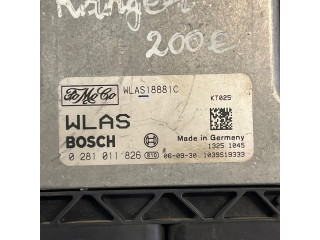 Ranger
200€
FoMoCo WLAS18881C KT025
WLAS
BOSCH Made in Germany
0 281 011 826 S10 1325 1045
06-09-30 1039S19333